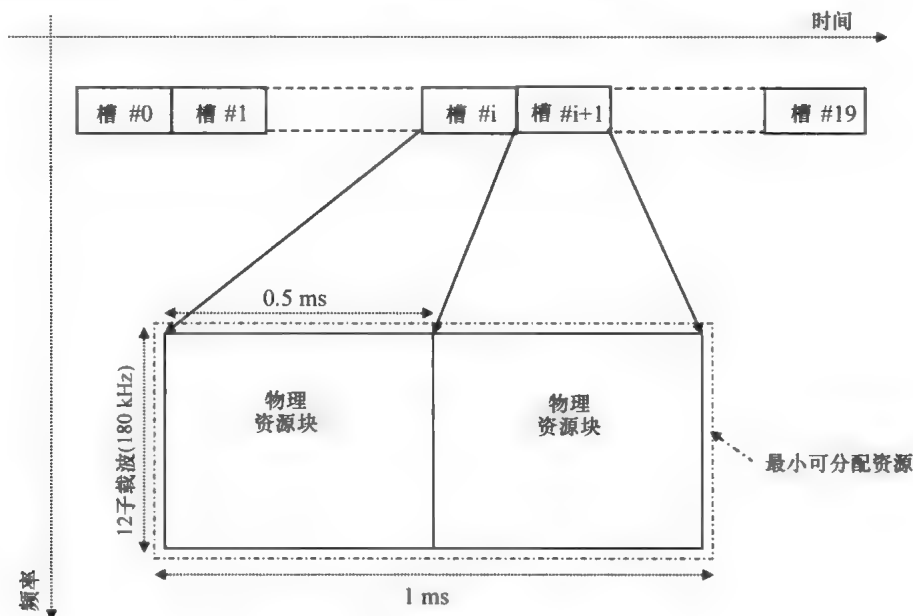 时间
槽 #0
槽 #1
槽 #i
槽 #i+1
槽 #19
0.5 ms
12子载波(180 kHz)
物理
资源块
物理
资源块
最小可分配资源
1 ms
频率